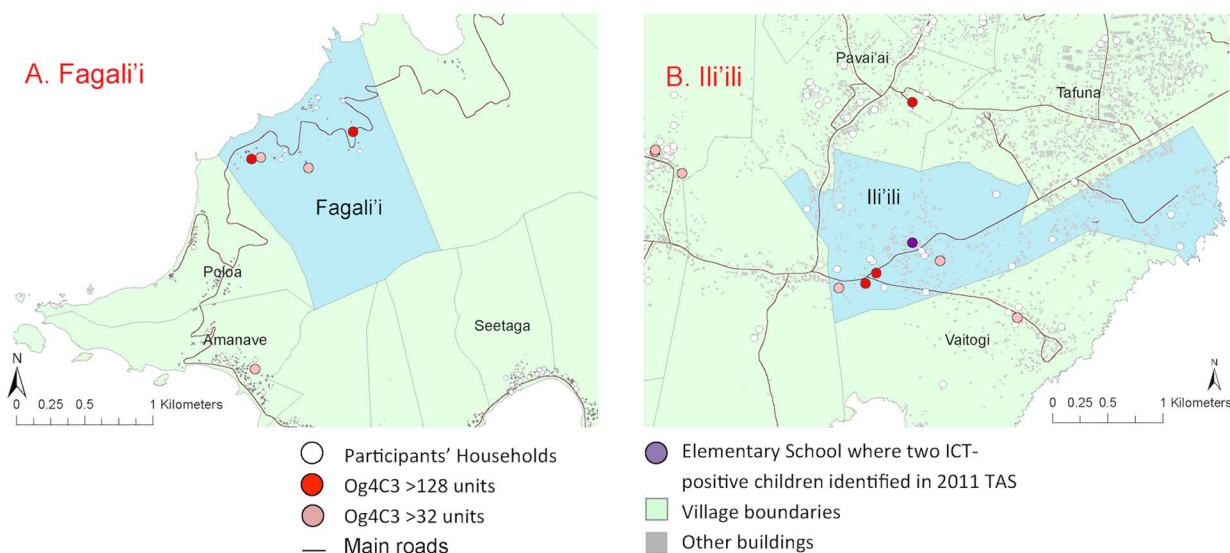 A. Fagali'i
Fagali'i
Poloa
Amanave
Seetaga
N
0 0.25 0.5 1 Kilometers
B. Ili'ili
Pavai'ai
Tafuna
Ili'ili
Vaitogi
N
0 0.25 0.5 1 Kilometers
Participants' Households
Og4C3 >128 units
Og4C3 >32 units
Main roads
Elementary School where two ICT-
positive children identified in 2011 TAS
Village boundaries
Other buildings